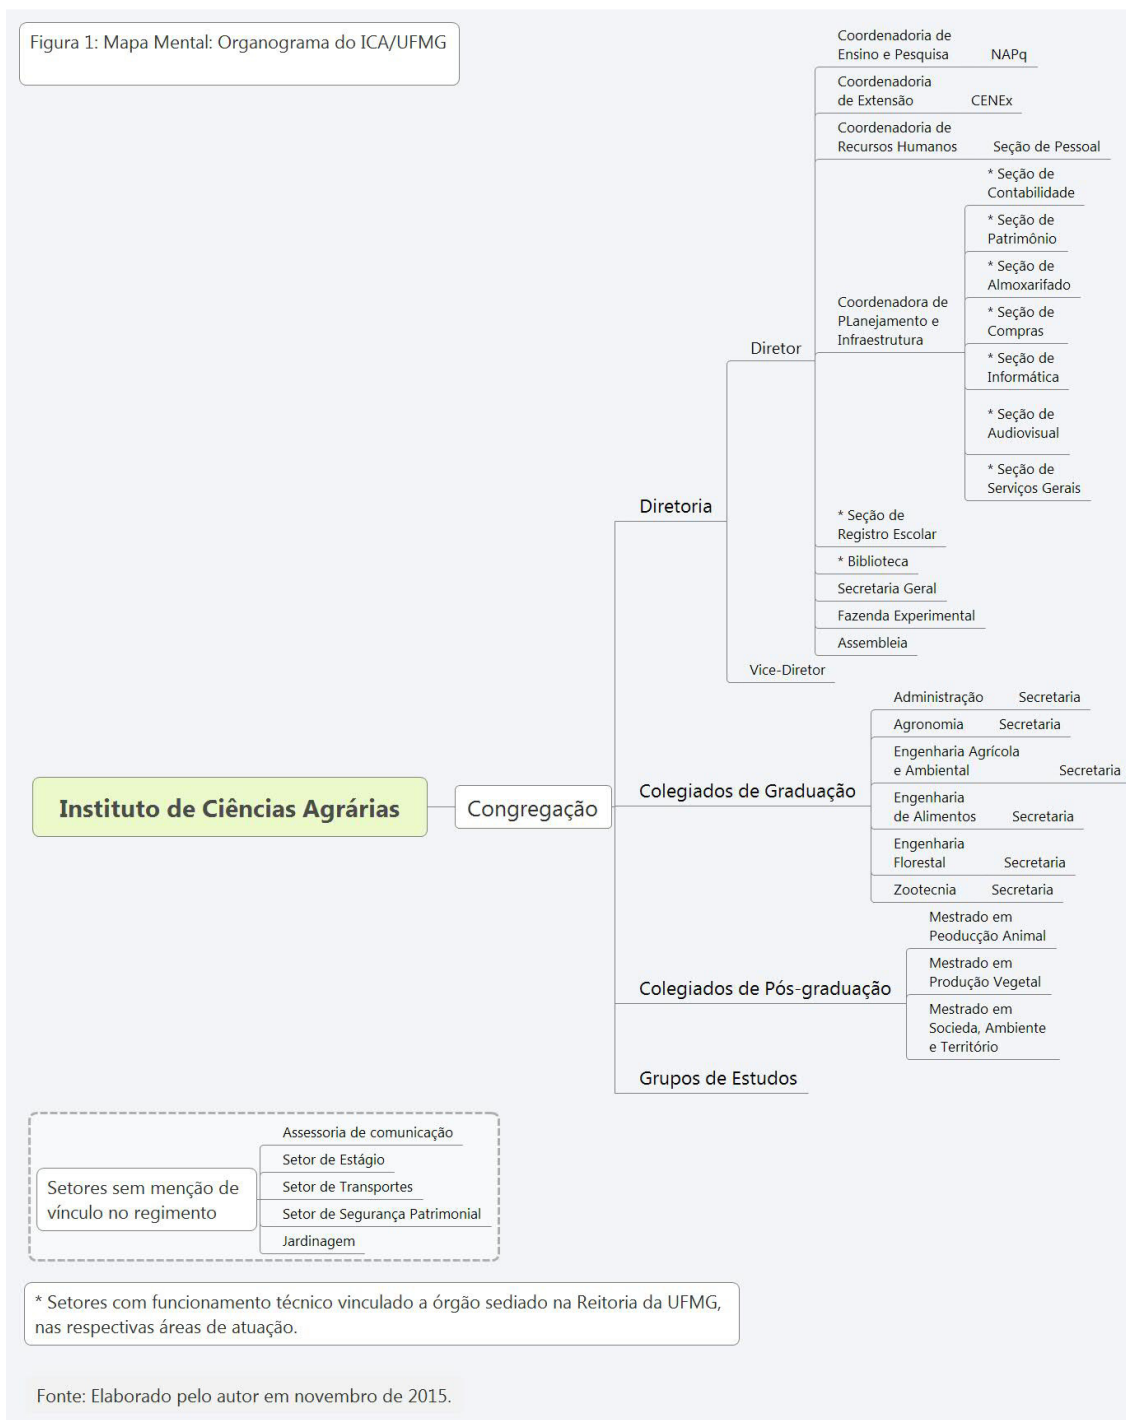 Figura 1: Mapa Mental: Organograma do ICA/UFMG
Coordenadoria de
Ensino e Pesquisa
NAPq
Coordenadoria
de Extensão
CENEx
Coordenadoria de
Recursos Humanos
Seção de Pessoal
* Seção de
Contabilidade
* Seção de
Patrimônio
* Seção de
Almoxarifado
* Seção de
Compras
* Seção de
Informática
* Seção de
Audiovisual
* Seção de
Serviços Gerais
Coordenadora de
PLanejamento e
Infraestrutura
Diretor
* Seção de
Registro Escolar
* Biblioteca
Secretaria Geral
Fazenda Experimental
Assembleia
Diretoria
Vice-Diretor
Administração
Secretaria
Agronomia
Secretaria
Engenharia Agrícola
e Ambiental
Secretaria
Engenharia
de Alimentos
Secretaria
Engenharia
Florestal
Secretaria
Zootecnia
Secretaria
Colegiados de Graduação
Instituto de Ciências Agrárias
Congregação
Mestrado em
Peoducção Animal
Mestrado em
Produção Vegetal
Mestrado em
Socieda, Ambiente
e Território
Colegiados de Pós-graduação
Grupos de Estudos
Setores sem menção de
vínculo no regimento
Assessoria de comunicação
Setor de Estágio
Setor de Transportes
Setor de Segurança Patrimonial
Jardinagem
* Setores com funcionamento técnico vinculado a órgão sediado na Reitoria da UFMG,
nas respectivas áreas de atuação.
Fonte: Elaborado pelo autor em novembro de 2015.